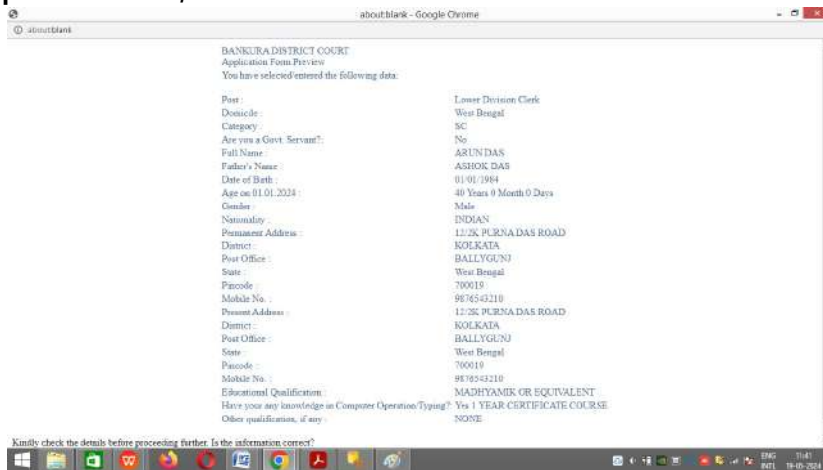 about:blank - Google Chrome
about:blank
BANKURA DISTRICT COURT
Application Form Preview
You have selected/entered the following data:
Post : Lower Division Clerk
Domicile : West Bengal
Category : SC
Are you a Govt. Servant?: No
Full Name : ARUN DAS
Father's Name : ASHOK DAS
Date of Birth : 01/01/1984
Age on 01.01.2024 : 40 Years 0 Month 0 Days
Gender : Male
Nationality : INDIAN
Permanent Address : 12/2K PURNA DAS ROAD
District : KOLKATA
Post Office : BALLYGUNJ
State : West Bengal
Pincode : 700019
Mobile No. : 9876543210
Present Address : 12/2K PURNA DAS ROAD
District : KOLKATA
Post Office : BALLYGUNJ
State : West Bengal
Pincode : 700019
Mobile No. : 9876543210
Educational Qualification : MADHYAMIK OR EQUIVALENT
Have your any knowledge in Computer Operation/Typing? Yes 1 YEAR CERTIFICATE COURSE
Other qualification, if any : NONE
Kindly check the details before proceeding further. Is the information correct?
ENG 11:41
INTL 19-05-2024